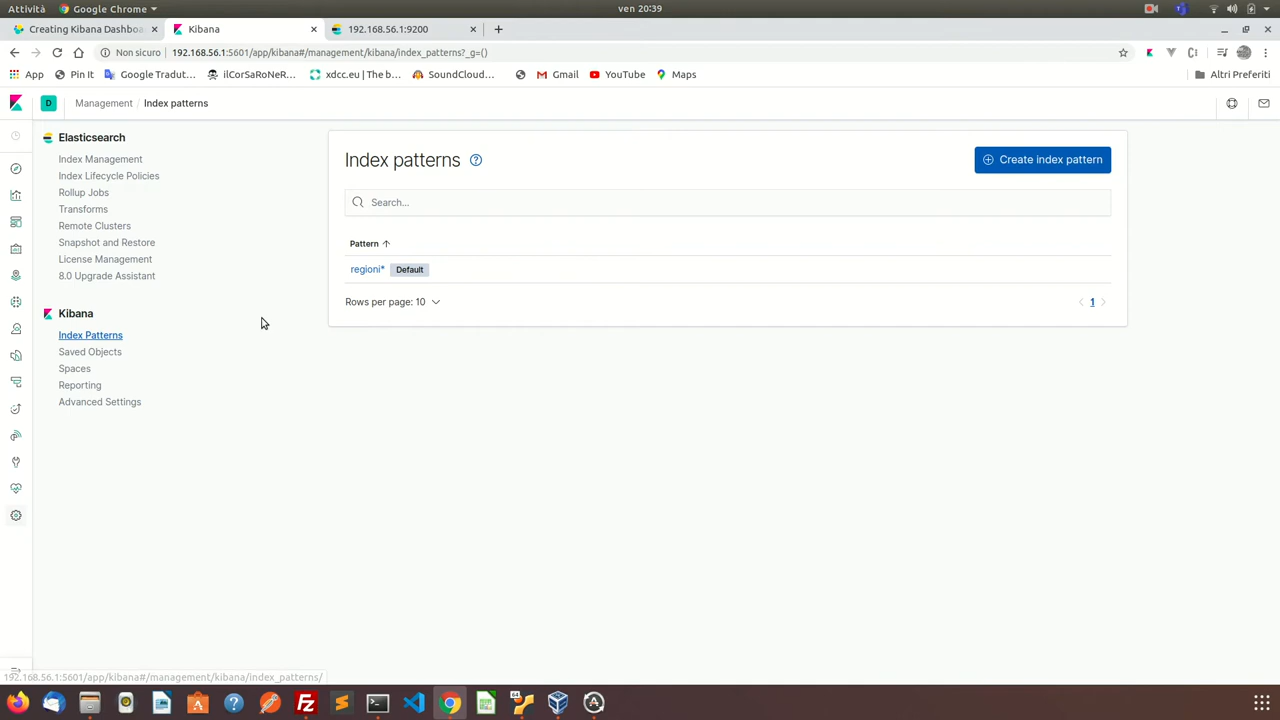 Attività
Google Chrome
ven 20:39
Creating Kibana Dashboa
Kibana
192.168.56.1:9200
Non sicuro
192.168.56.1:5601/app/kibana#/management/kibana/index_patterns?_g=()
App
Pin It
Google Tradut...
ilCorSaRoNeR...
xdcc.eu | The b...
SoundCloud...
Gmail
YouTube
Maps
Altri Preferiti
D
Management / Index patterns
Elasticsearch
Index Management
Index Lifecycle Policies
Rollup Jobs
Transforms
Remote Clusters
Snapshot and Restore
License Management
8.0 Upgrade Assistant
Kibana
Index Patterns
Saved Objects
Spaces
Reporting
Advanced Settings
Index patterns
Create index pattern
Search...
Pattern
regioni* Default
Rows per page: 10
1
192.168.56.1:5601/app/kibana#/management/kibana/index_patterns/